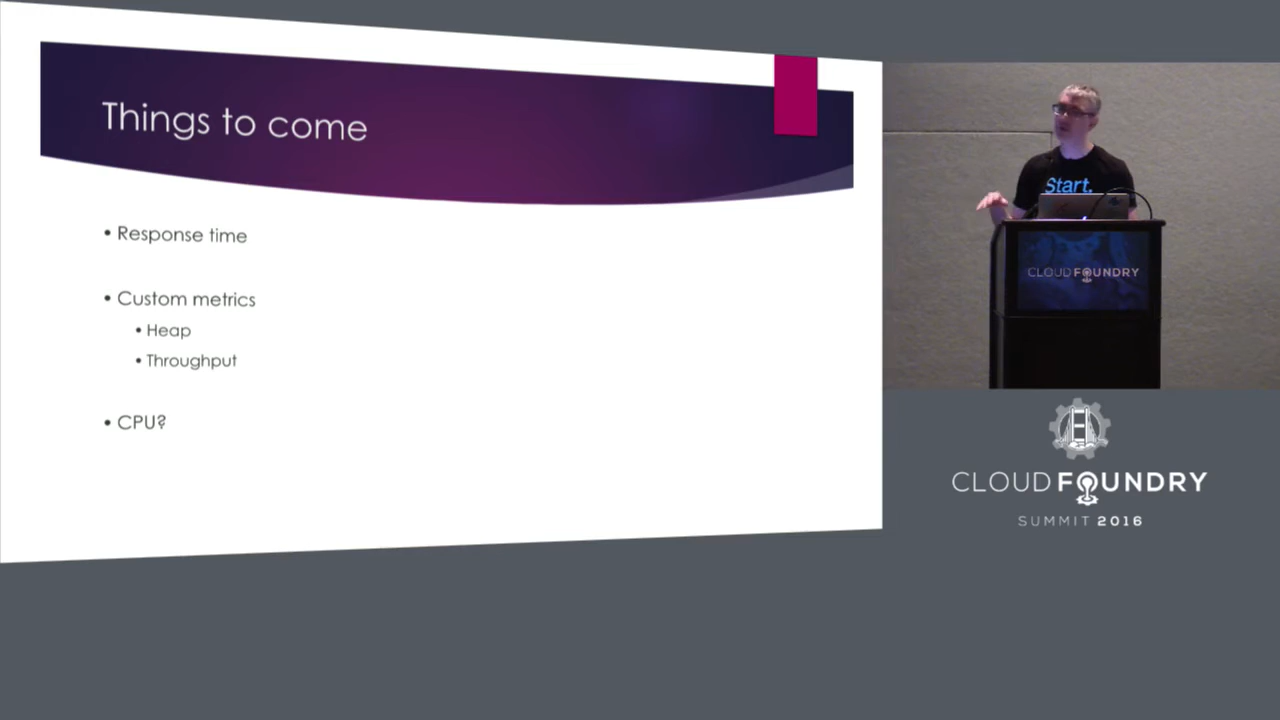 Things to come
• Response time
• Custom metrics
• Heap
• Throughput
• CPU?
Start.
CLOUD FOUNDRY
CLOUD FOUNDRY
SUMMIT 2016